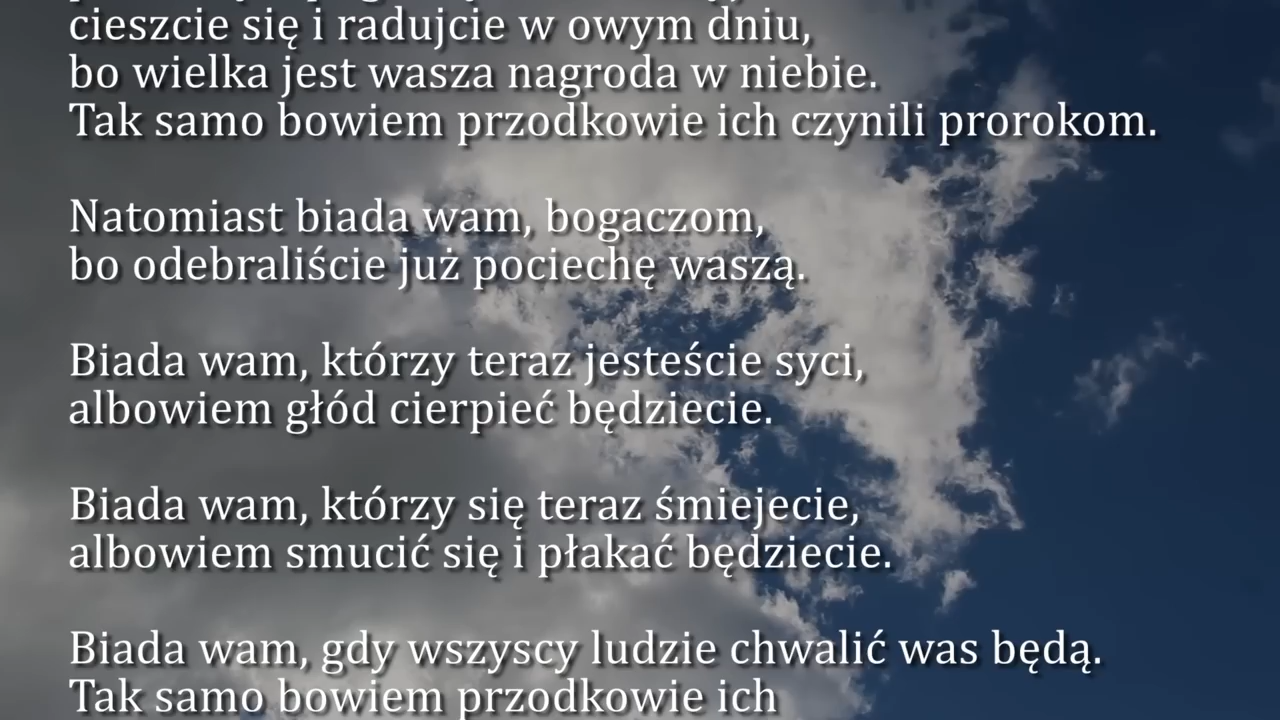 cieszcie się i radujcie w owym dniu,
bo wielka jest wasza nagroda w niebie.
Tak samo bowiem przodkowie ich czynili prorokom.
Natomiast biada wam, bogaczom,
bo odebraliście już pociechę waszą.
Biada wam, którzy teraz jesteście syci,
albowiem głód cierpieć będziecie.
Biada wam, którzy się teraz śmiejecie,
albowiem smucić się i płakać będziecie.
Biada wam, gdy wszyscy ludzie chwalić was będą.
Tak samo bowiem przodkowie ich